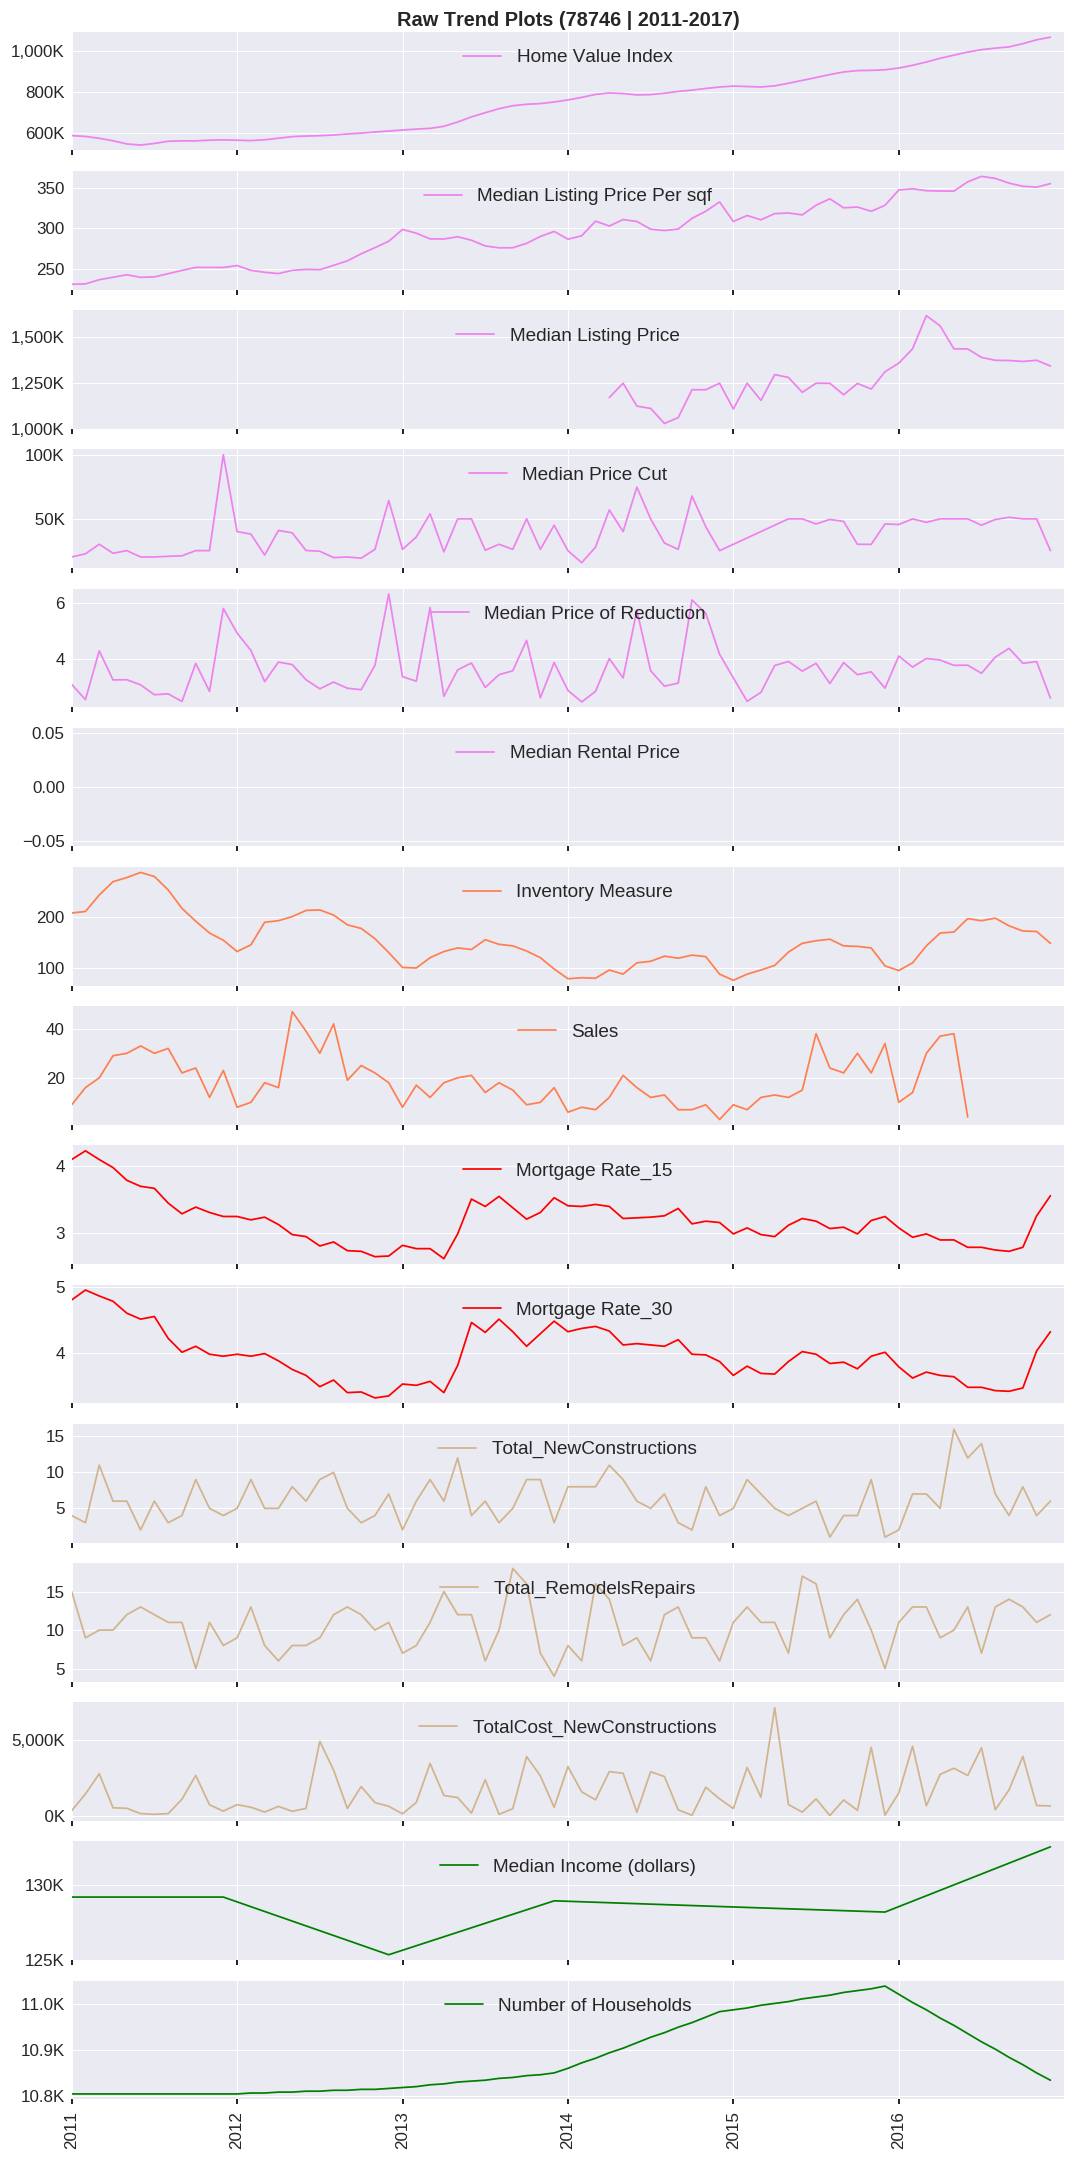 Raw Trend Plots (78746 | 2011-2017)
Home Value Index
1,000K
800K
600K
Median Listing Price Per sqf
350
300
250
Median Listing Price
1,500K
1,250K
1,000K
Median Price Cut
100K
50K
Median Price of Reduction
6
4
Median Rental Price
0.05
0.00
−0.05
Inventory Measure
200
100
Sales
40
20
Mortgage Rate_15
4
3
Mortgage Rate_30
5
4
Total_NewConstructions
15
10
5
Total_RemodelsRepairs
15
10
5
TotalCost_NewConstructions
5,000K
0K
Median Income (dollars)
130K
125K
Number of Households
11.0K
10.9K
10.8K
2011
2012
2013
2014
2015
2016